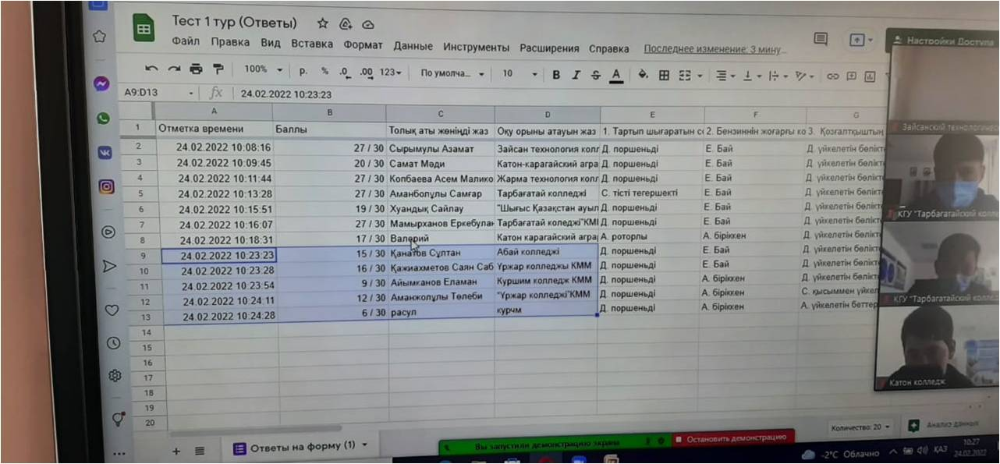 Тест 1 тур (Ответы)
Файл Правка Вид Вставка Формат Данные Инструменты Расширения Справка Последнее изменение: 3 мину...
100% р. % .0 .00 123 По умолча... 10 B I S A
A9:D13 fx 24.02.2022 10:23:23
A B C D E F G
1 Отметка времени Баллы Толық аты жөніңді жаз Оқу орыны атауын жаз 1. Тартып шығаратын 2. Бензиннін жоғарғы ко 3. Қозғалтқыштың
2 24.02.2022 10:08:16 27 / 30 Сырымулы Азамат Зайсан технология колл Д. поршеньді Е. Бай Д. үйкелетін бөлікт
3 24.02.2022 10:09:45 20 / 30 Самат Мәди Катон-карагайский агра Д. поршеньді Е. Бай Д. үйкелетін бөлікт
4 24.02.2022 10:11:44 27 / 30 Копбаева Асем Малико Жарма технология колл Д. поршеньді Е. Бай Д. үйкелетін бөлікт
5 24.02.2022 10:13:28 27 / 30 Аманболұлы Самғар Тарбағатай колледжі С. тісті тегершекті Е. Бай Д. үйкелетін бөлікт
6 24.02.2022 10:15:51 19 / 30 Хуандық Сайлау "Шығыс Қазақстан ауыл Д. поршеньді Е. Бай Д. үйкелетін бөлікт
7 24.02.2022 10:16:07 27 / 30 Мамырханов Еркебулан Тарбағатай коледжі"КМ Д. поршеньді Е. Бай Д. үйкелетін бөлікт
8 24.02.2022 10:18:31 17 / 30 Валерий Катон карагайский агра А. роторлы А. біріккен Д. үйкелетін бөлікт
9 24.02.2022 10:23:23 15 / 30 Қанатов Сұлтан Абай колледжі Д. поршеньді Е. Бай Д. үйкелетін бөлікт
10 24.02.2022 10:23:28 16 / 30 Қажиахметов Саян Саб Үржар колледжы КММ Д. поршеньді Е. Бай Д. үйкелетін бөлікт
11 24.02.2022 10:23:54 9 / 30 Айымканов Еламан Куршим колледж КММ Д. поршеньді А. біріккен Д. үйкелетін бөлікт
12 24.02.2022 10:24:11 12 / 30 Аманжолұлы Төлеби "Үржар колледжі"КММ Д. поршеньді А. біріккен С. қысыммен үйкел
13 24.02.2022 10:24:28 6 / 30 расул курчм Д. поршеньді А. біріккен А. үйкелетін беттер
14
15
16
17
18
19
20
Настройки Доступа
Зайсанский технологичес
КГУ "Тарбагатайский колле
КГУ "Тарбагатайский колле
Катон колледж
Количество: 20 Анализ данных
+ Ответы на форму (1)
Вы запустили демонстрацию экрана Остановить демонстрацию
-2°C Облачно ҚАЗ 10:27
24.02.2022